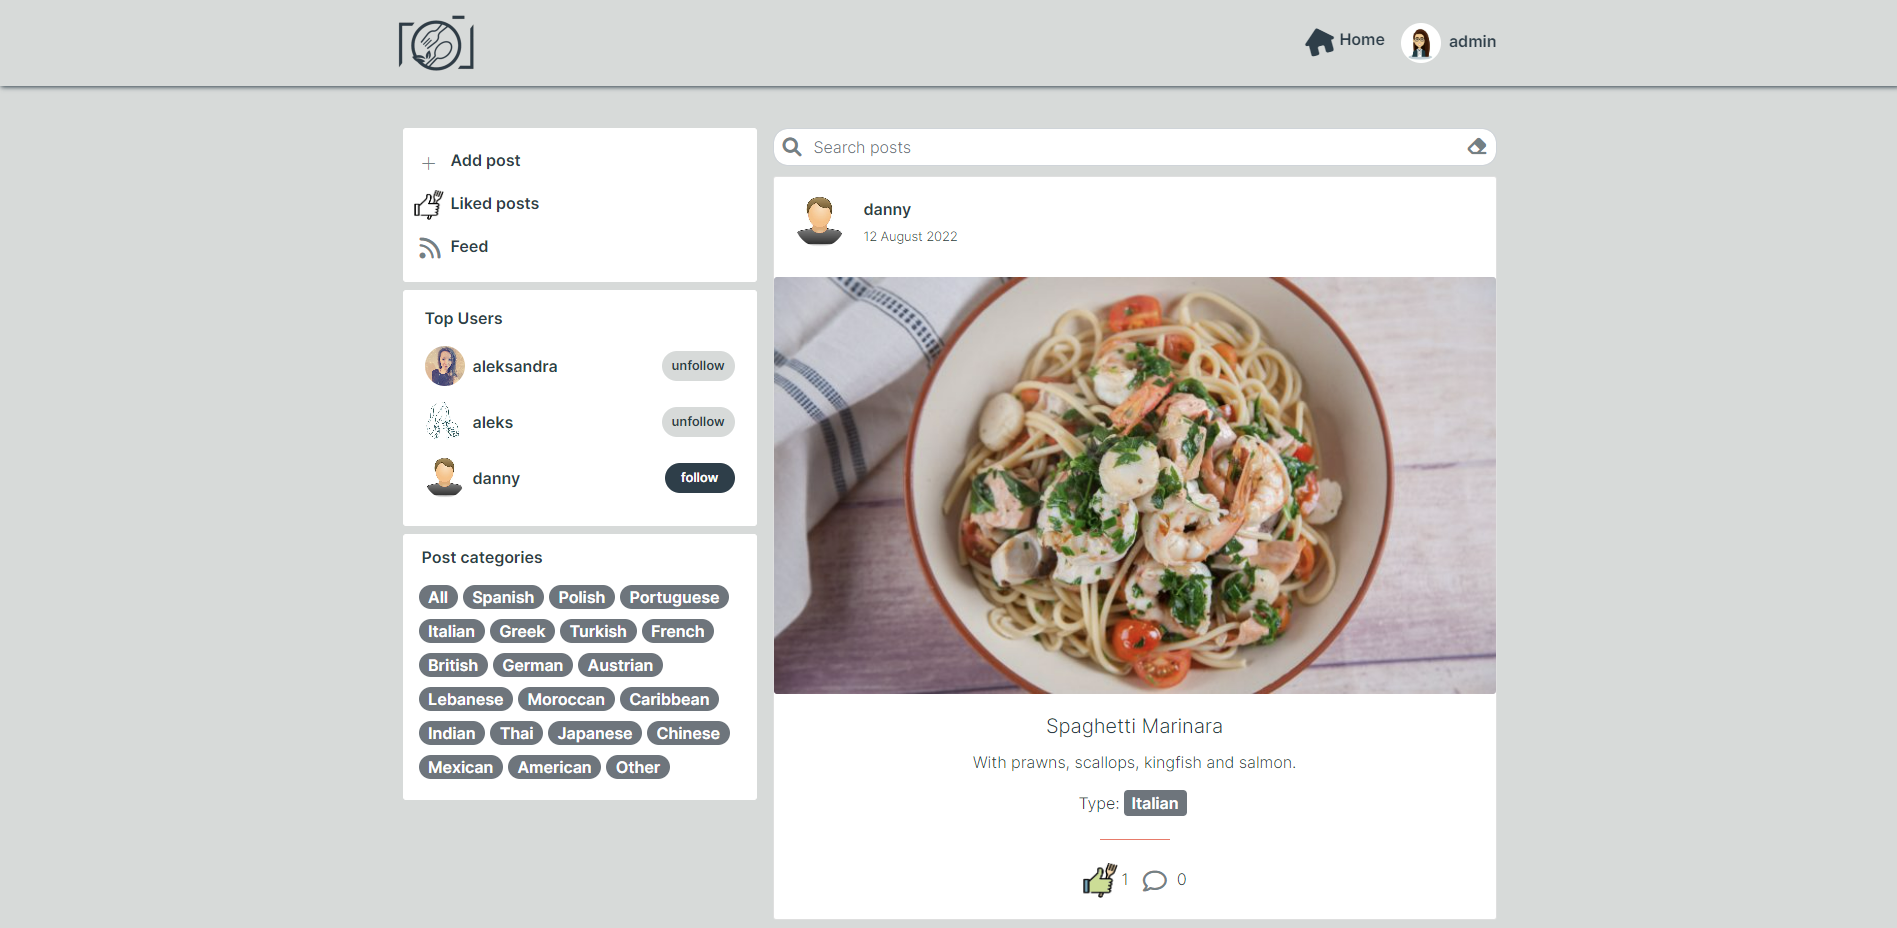 Home
admin
Add post
Liked posts
Feed
Top Users
aleksandra
unfollow
aleks
unfollow
danny
follow
Post categories
All Spanish Polish Portuguese
Italian Greek Turkish French
British German Austrian
Lebanese Moroccan Caribbean
Indian Thai Japanese Chinese
Mexican American Other
Search posts
danny
12 August 2022
Spaghetti Marinara
With prawns, scallops, kingfish and salmon.
Type: Italian
1 0